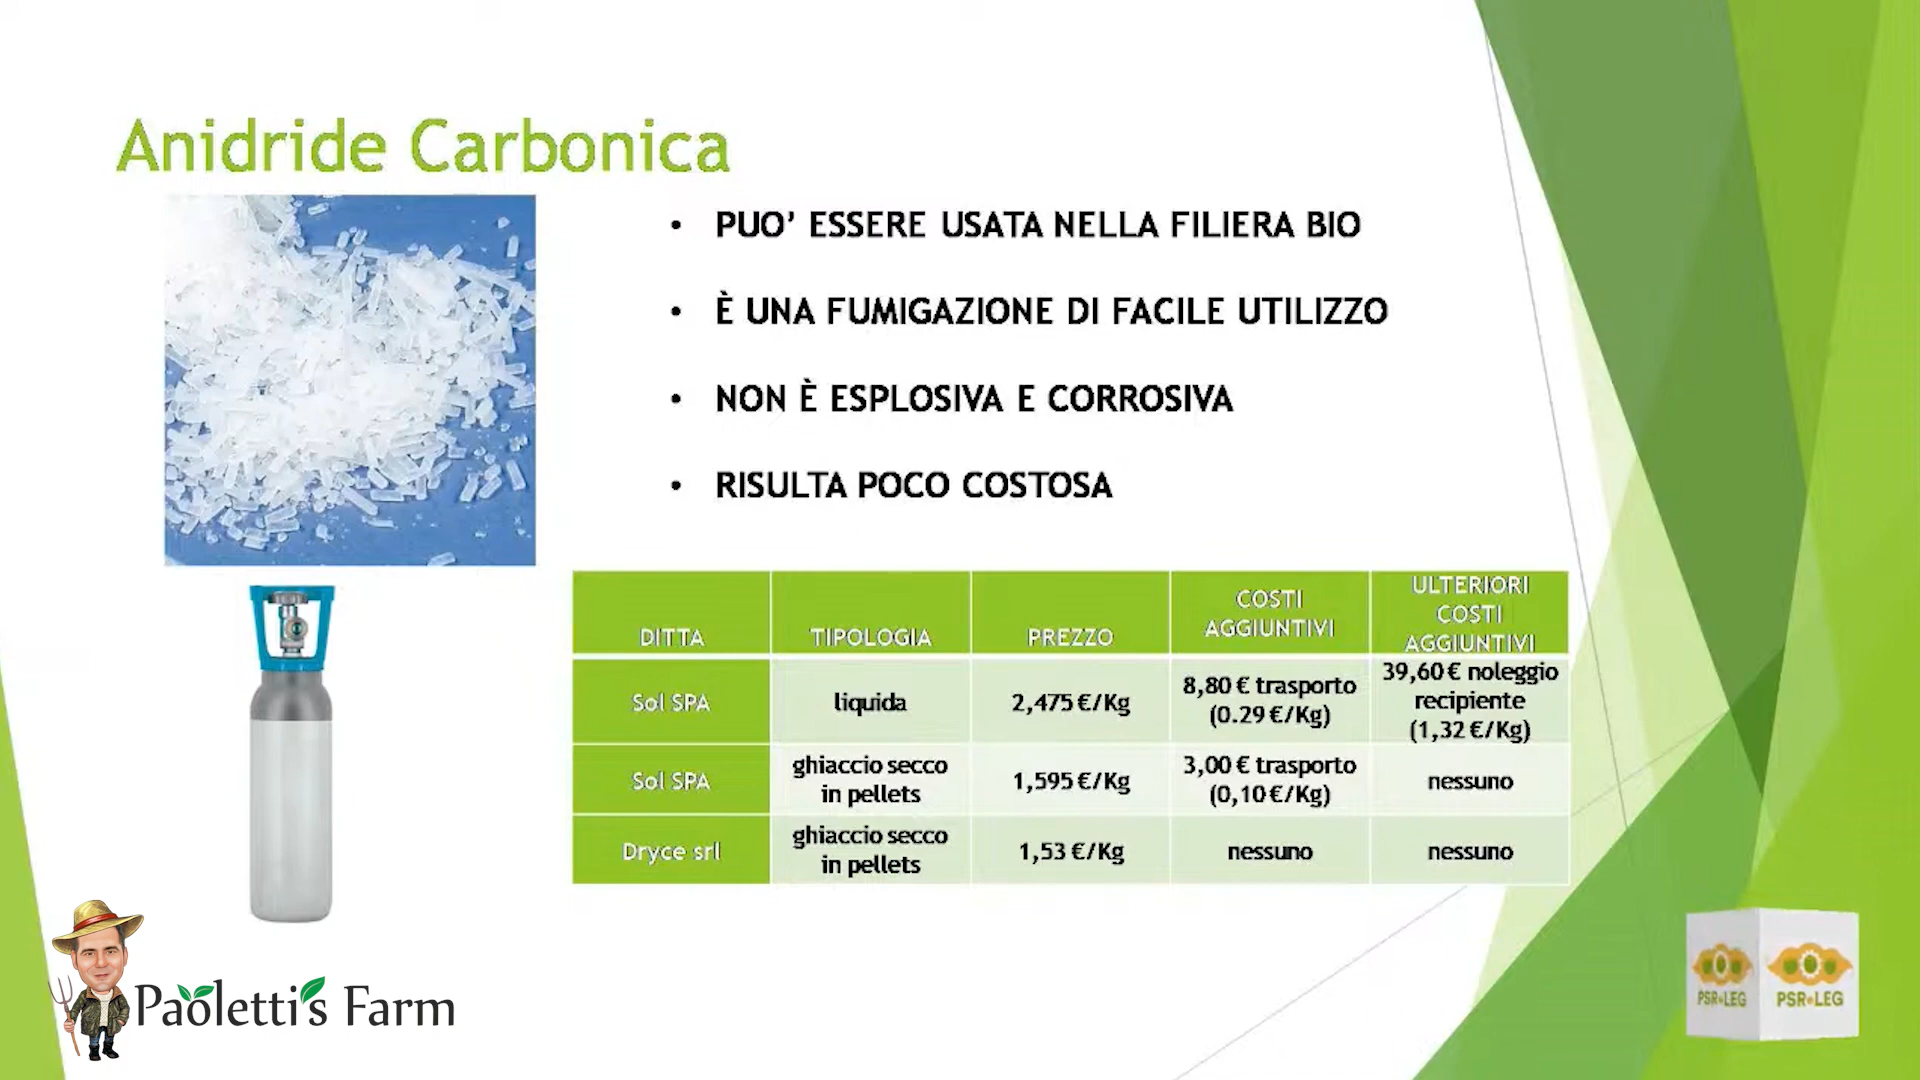 Anidride Carbonica
• PUO’ ESSERE USATA NELLA FILIERA BIO
• È UNA FUMIGAZIONE DI FACILE UTILIZZO
• NON È ESPLOSIVA E CORROSIVA
• RISULTA POCO COSTOSA
DITTA
TIPOLOGIA
PREZZO
COSTI
AGGIUNTIVI
ULTERIORI
COSTI
AGGIUNTIVI
Sol SPA
liquida
2,475 €/Kg
8,80 € trasporto
(0.29 €/Kg)
39,60 € noleggio
recipiente
(1,32 €/Kg)
Sol SPA
ghiaccio secco
in pellets
1,595 €/Kg
3,00 € trasporto
(0,10 €/Kg)
nessuno
Dryce srl
ghiaccio secco
in pellets
1,53 €/Kg
nessuno
nessuno
Paoletti's Farm
PSR LEG
PSR LEG